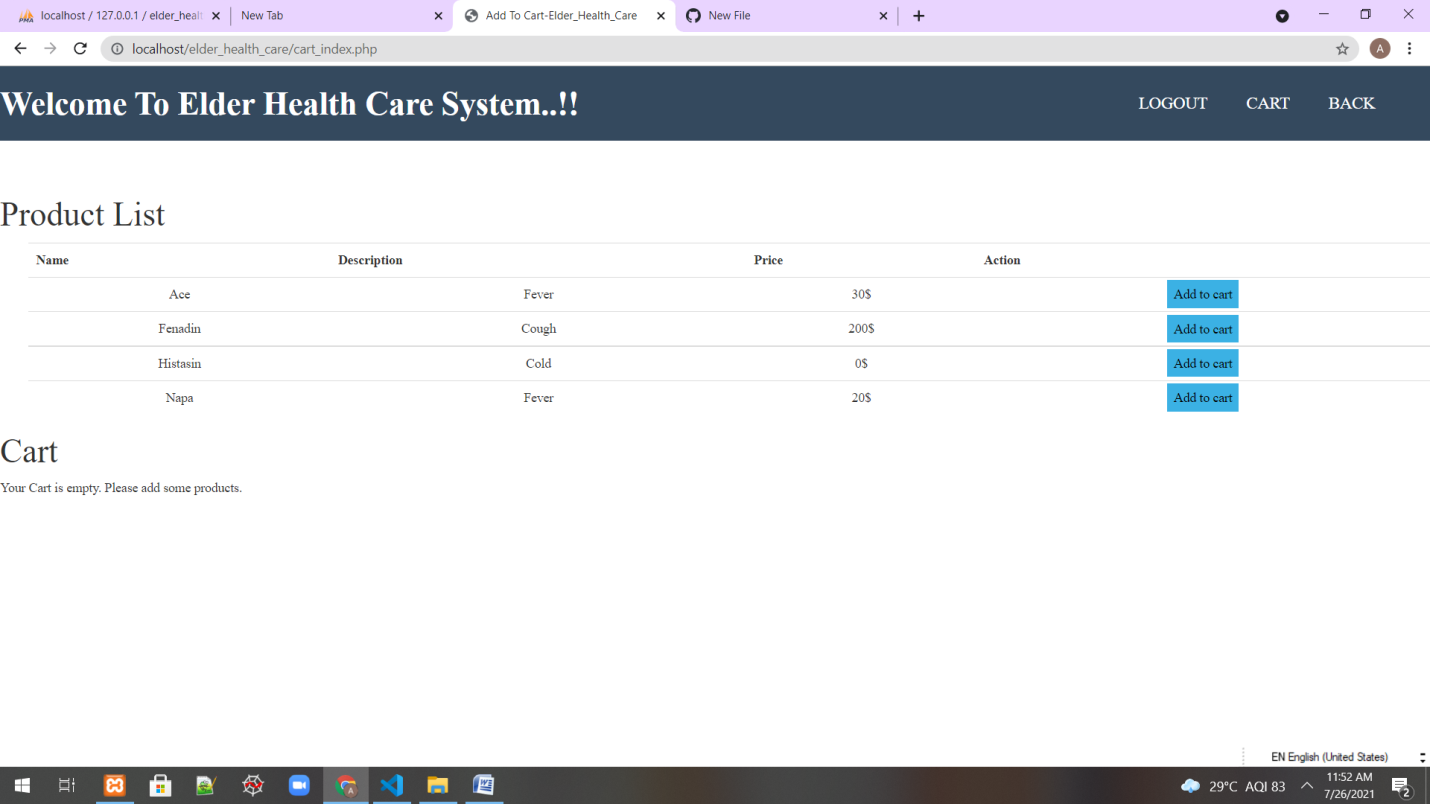 localhost / 127.0.0.1 / elder_healt
New Tab
Add To Cart-Elder_Health_Care
New File
localhost/elder_health_care/cart_index.php
A
Welcome To Elder Health Care System..!!
LOGOUT CART BACK
Product List
Name Description Price Action
Ace Fever 30$ Add to cart
Fenadin Cough 200$ Add to cart
Histasin Cold 0$ Add to cart
Napa Fever 20$ Add to cart
Cart
Your Cart is empty. Please add some products.
EN English (United States)
29°C AQI 83
11:52 AM
7/26/2021
2